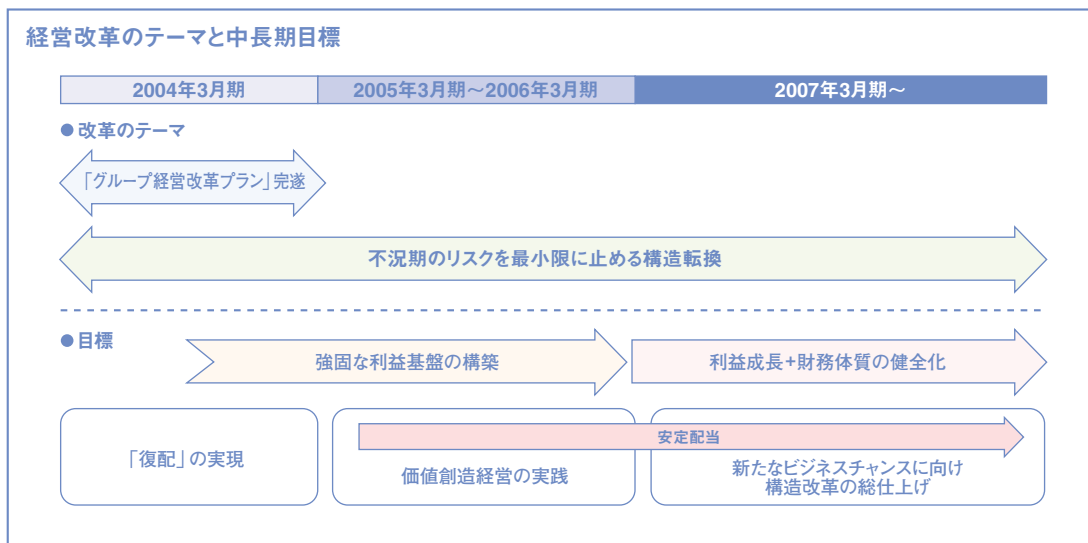 経営改革のテーマと中長期目標
2004年3月期
2005年3月期〜2006年3月期
2007年3月期〜
●改革のテーマ
「グループ経営改革プラン」完遂
不況期のリスクを最小限に止める構造転換
●目標
強固な利益基盤の構築
利益成長+財務体質の健全化
安定配当
「復配」の実現
価値創造経営の実践
新たなビジネスチャンスに向け
構造改革の総仕上げ